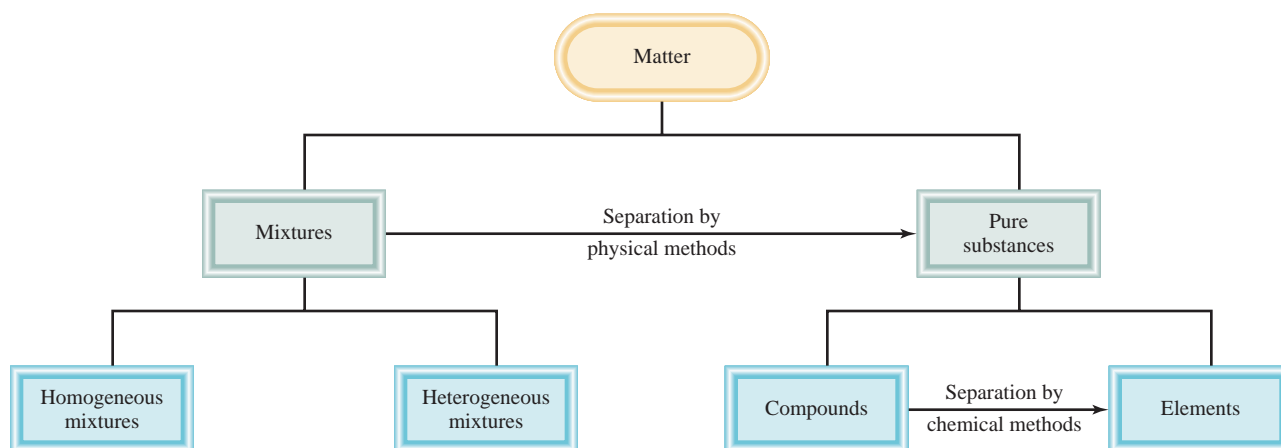 Matter
Mixtures
Separation by
physical methods
Pure
substances
Homogeneous
mixtures
Heterogeneous
mixtures
Compounds
Separation by
chemical methods
Elements